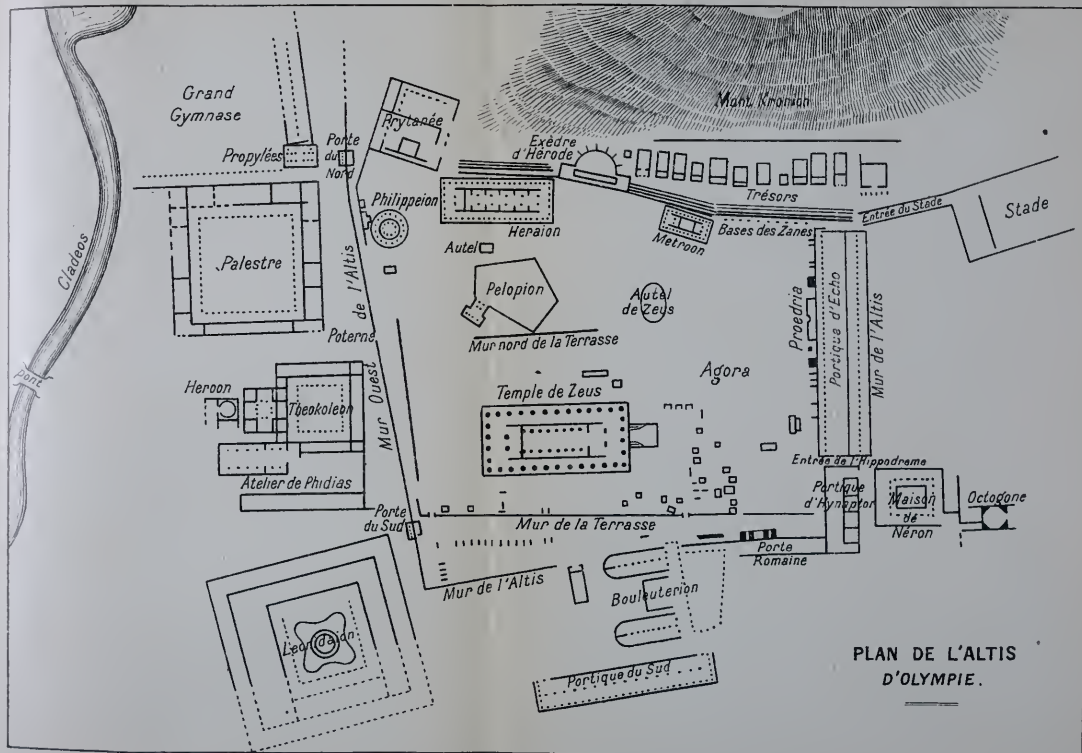 Mont Kronion
Grand
Gymnase
Prytanée
Exèdre
d'Hérode
Propylées
Porte
du
Nord
Trésors
Philippeion
Entrée du Stade
Stade
Cladeos
Heraion
Metroon
Bases des Zanes
Autel
Palestre
Pelopion
Autel
de Zeus
Mur Ouest de l'Altis
Proedria
Portique d'Echo
Mur de l'Altis
Poterne
Mur nord de la Terrasse
pont
Agora
Heroon
Theokoleon
Temple de Zeus
Entrée de l'Hippodrome
Atelier de Phidias
Portique
d'Hynaptor
Maison
de
Néron
Octogone
Porte
du Sud
Mur de la Terrasse
Porte
Romaine
Mur de l'Altis
Bouleuterion
Leonidaion
Portique du Sud
PLAN DE L'ALTIS
D'OLYMPIE.